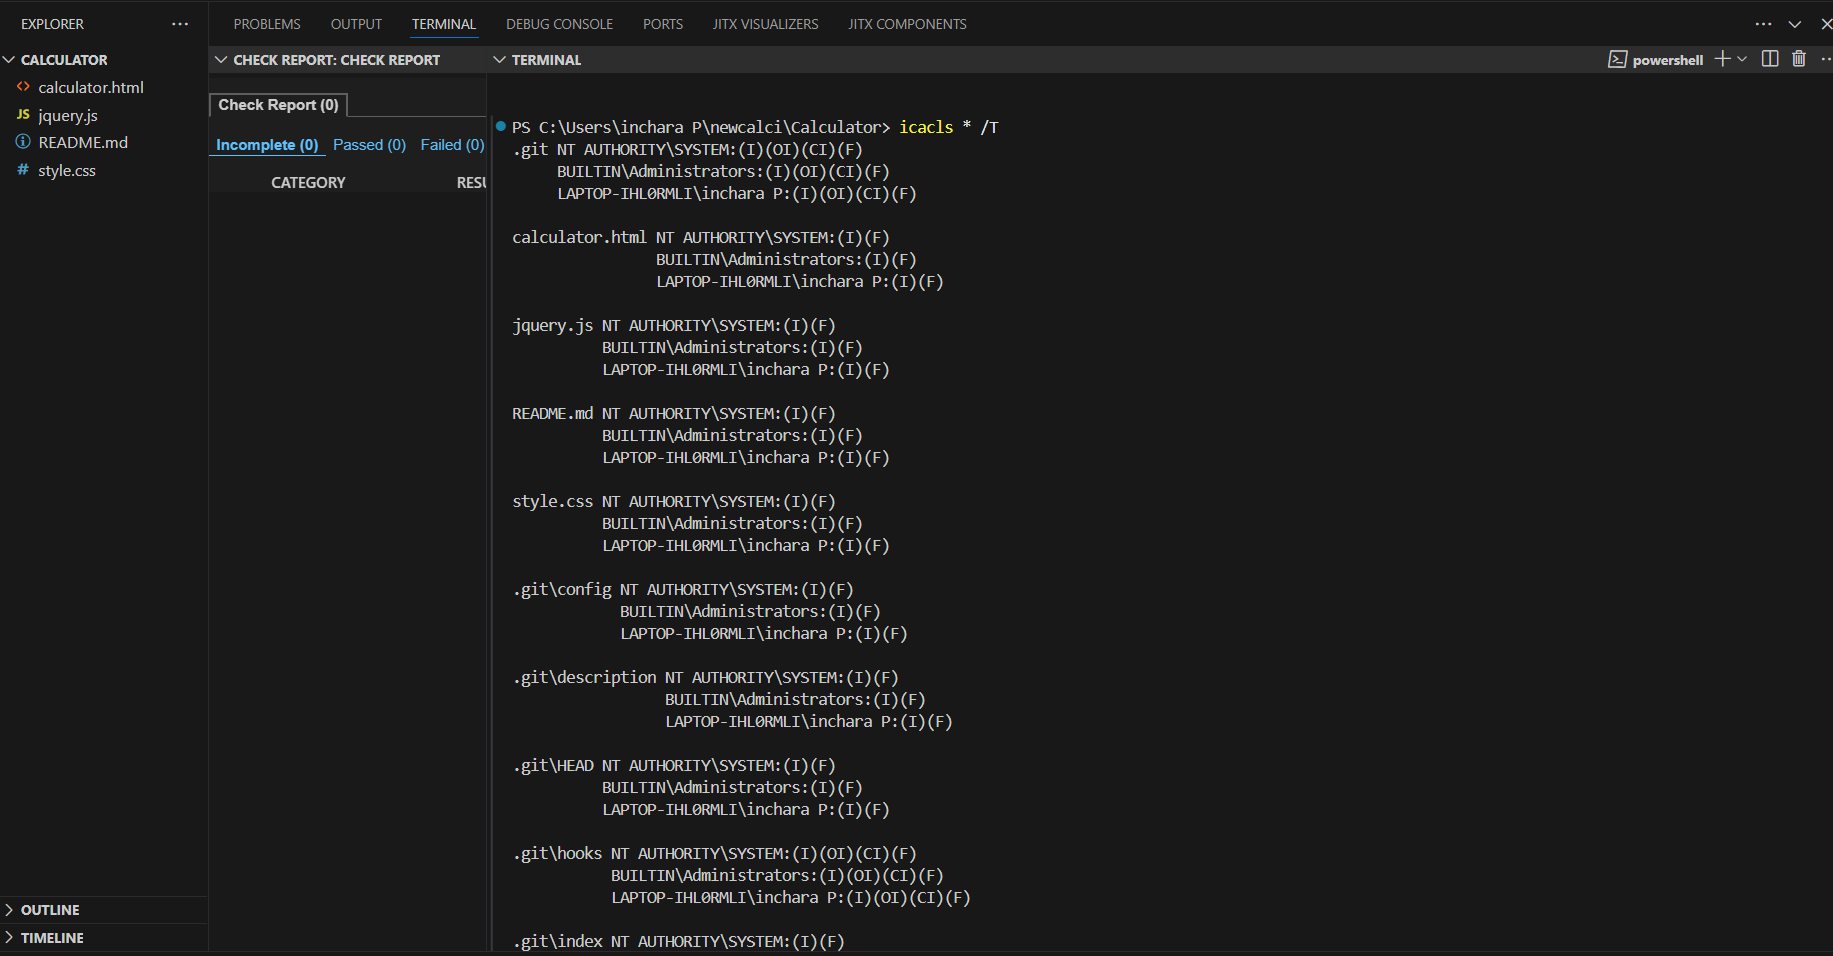 EXPLORER
CALCULATOR
calculator.html
JS jquery.js
README.md
# style.css
OUTLINE
TIMELINE
PROBLEMS OUTPUT TERMINAL DEBUG CONSOLE PORTS JITX VISUALIZERS JITX COMPONENTS
CHECK REPORT: CHECK REPORT
Check Report (0)
Incomplete (0) Passed (0) Failed (0)
CATEGORY RESU
TERMINAL
powershell
PS C:\Users\inchara P\newcalci\Calculator> icacls * /T
.git NT AUTHORITY\SYSTEM:(I)(OI)(CI)(F)
BUILTIN\Administrators:(I)(OI)(CI)(F)
LAPTOP-IHL0RMLI\inchara P:(I)(OI)(CI)(F)
calculator.html NT AUTHORITY\SYSTEM:(I)(F)
BUILTIN\Administrators:(I)(F)
LAPTOP-IHL0RMLI\inchara P:(I)(F)
jquery.js NT AUTHORITY\SYSTEM:(I)(F)
BUILTIN\Administrators:(I)(F)
LAPTOP-IHL0RMLI\inchara P:(I)(F)
README.md NT AUTHORITY\SYSTEM:(I)(F)
BUILTIN\Administrators:(I)(F)
LAPTOP-IHL0RMLI\inchara P:(I)(F)
style.css NT AUTHORITY\SYSTEM:(I)(F)
BUILTIN\Administrators:(I)(F)
LAPTOP-IHL0RMLI\inchara P:(I)(F)
.git\config NT AUTHORITY\SYSTEM:(I)(F)
BUILTIN\Administrators:(I)(F)
LAPTOP-IHL0RMLI\inchara P:(I)(F)
.git\description NT AUTHORITY\SYSTEM:(I)(F)
BUILTIN\Administrators:(I)(F)
LAPTOP-IHL0RMLI\inchara P:(I)(F)
.git\HEAD NT AUTHORITY\SYSTEM:(I)(F)
BUILTIN\Administrators:(I)(F)
LAPTOP-IHL0RMLI\inchara P:(I)(F)
.git\hooks NT AUTHORITY\SYSTEM:(I)(OI)(CI)(F)
BUILTIN\Administrators:(I)(OI)(CI)(F)
LAPTOP-IHL0RMLI\inchara P:(I)(OI)(CI)(F)
.git\index NT AUTHORITY\SYSTEM:(I)(F)